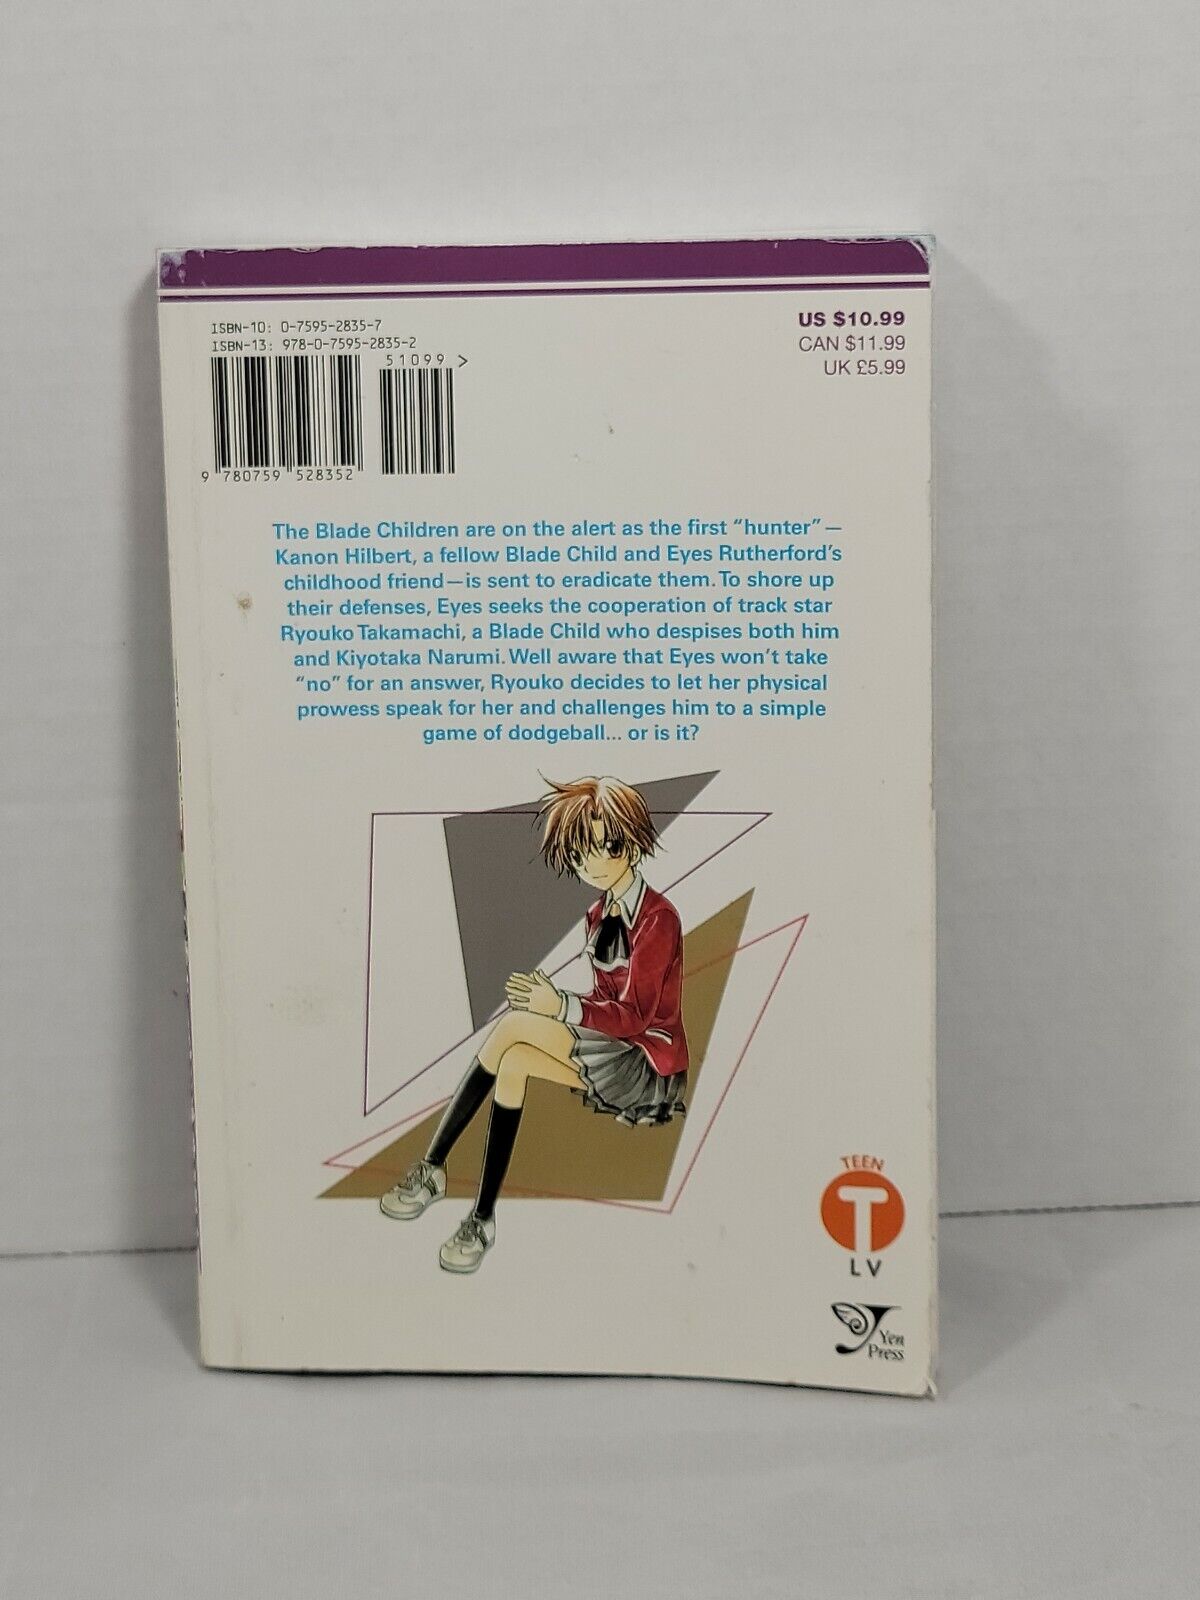 ISBN-10: 0-7595-2835-7
ISBN-13: 978-0-7595-2835-2
51099 >
9 780759 528352
US $10.99
CAN $11.99
UK £5.99
The Blade Children are on the alert as the first “hunter”—
Kanon Hilbert, a fellow Blade Child and Eyes Rutherford’s
childhood friend—is sent to eradicate them. To shore up
their defenses, Eyes seeks the cooperation of track star
Ryouko Takamachi, a Blade Child who despises both him
and Kiyotaka Narumi. Well aware that Eyes won’t take
“no” for an answer, Ryouko decides to let her physical
prowess speak for her and challenges him to a simple
game of dodgeball... or is it?
TEEN
T
L V
Yen
Press